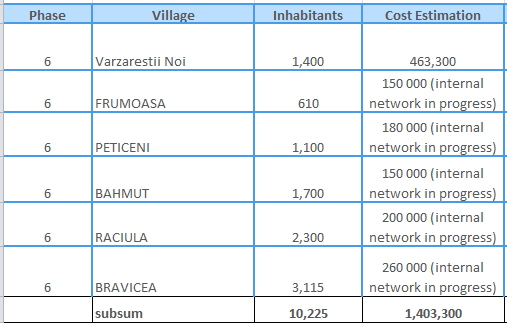 Phase Village Inhabitants Cost Estimation
6 Varzarestii Noi 1,400 463,300
150 000 (internal
6 FRUMOASA 610 network in progress)
180 000 (internal
6 PETICENI 1,100 network in progress)
150 000 (internal
6 BAHMUT 1,700 network in progress)
200 000 (internal
6 RACIULA 2,300 network in progress)
260 000 (internal
6 BRAVICEA 3,115 network in progress)
subsum 10,225 1,403,300